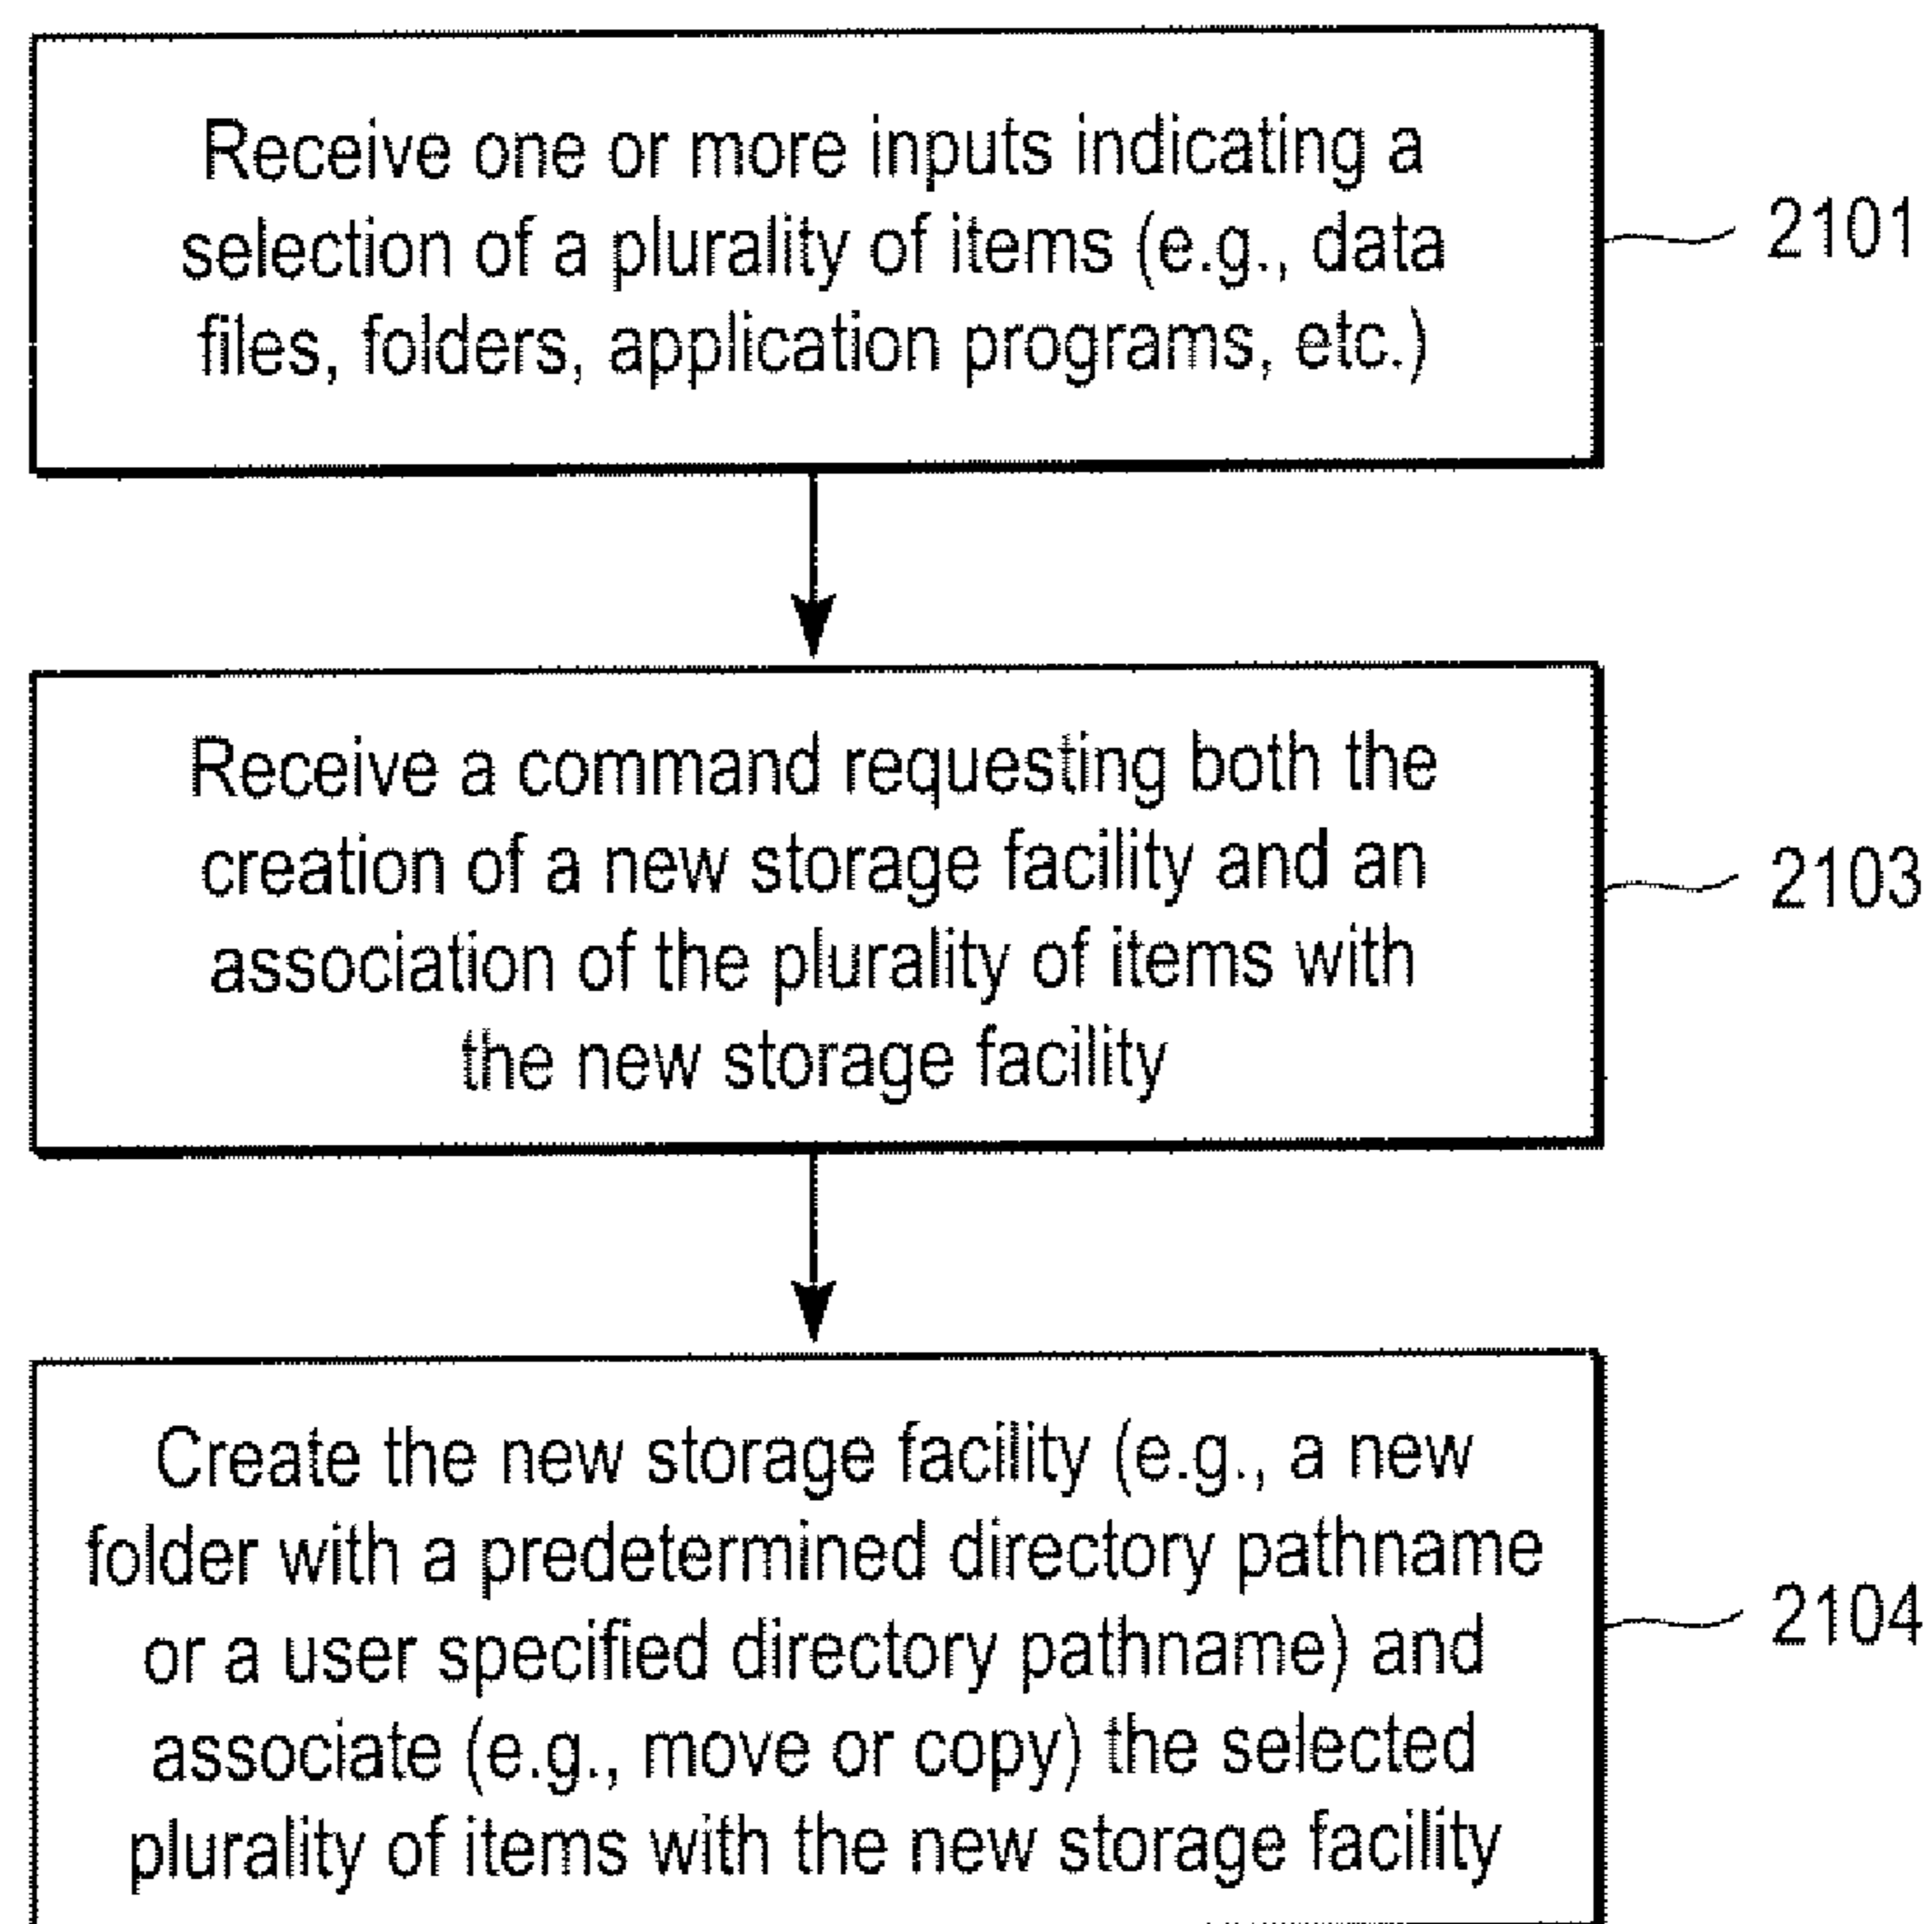 Receive one or more inputs indicating a
selection of a plurality of items (e.g., data
files, folders, application programs, etc.)
2101
Receive a command requesting both the
creation of a new storage facility and an
association of the plurality of items with
the new storage facility
2103
Create the new storage facility (e.g., a new
folder with a predetermined directory pathname
or a user specified directory pathname) and
associate (e.g., move or copy) the selected
plurality of items with the new storage facility
2104